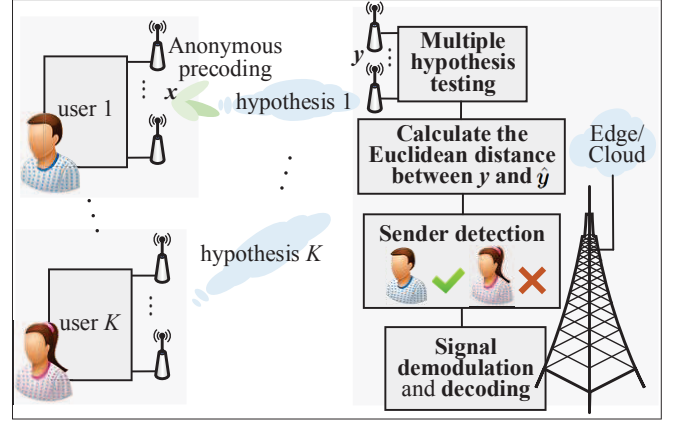 Anonymous
precoding
x
user 1
hypothesis 1
hypothesis K
user K
y
Multiple
hypothesis
testing
Calculate the
Euclidean distance
between y and ŷ
Sender detection
Signal
demodulation
and decoding
Edge/
Cloud